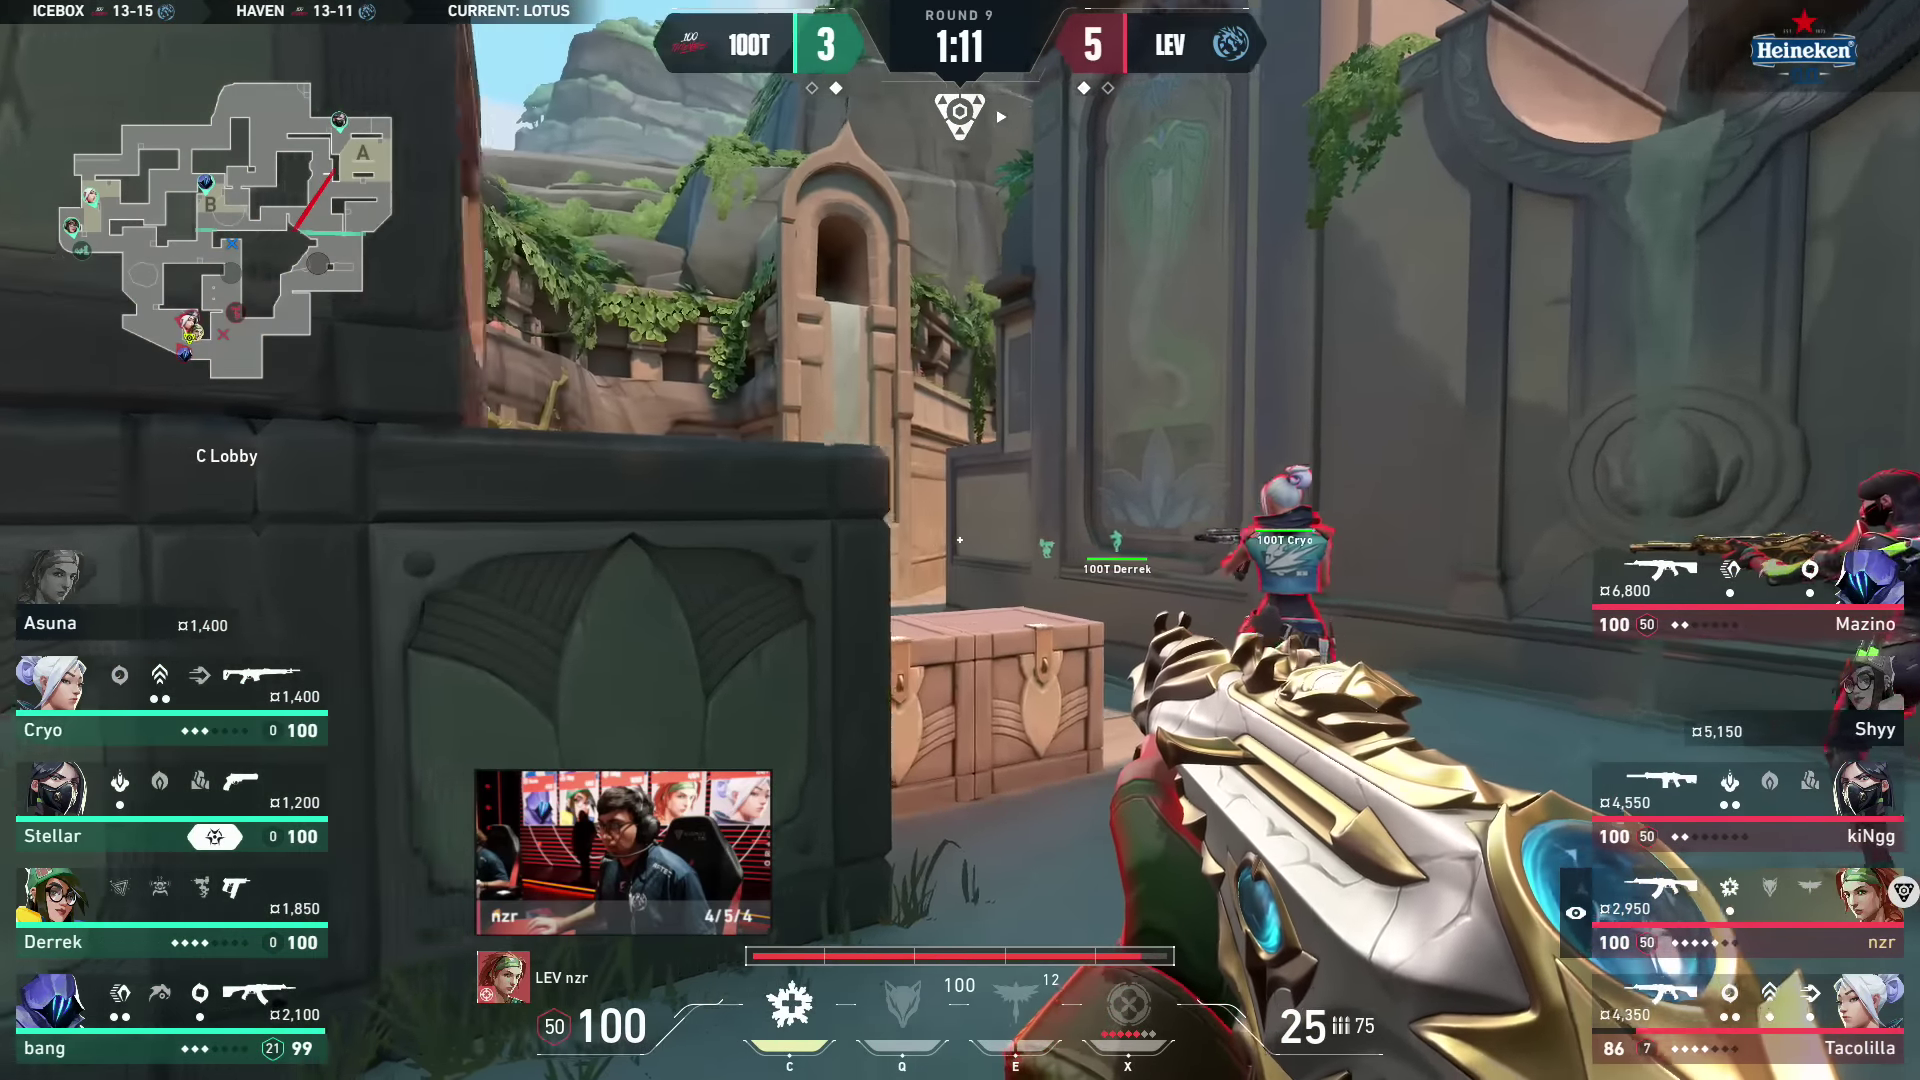 ICEBOX 13-15 HAVEN 13-11 CURRENT: LOTUS
100T 3 ROUND 9 1:11 5 LEV
Heineken
A
B
C Lobby
100T Cryo
100T Derrek
Asuna ¤1,400
¤1,400
Cryo 0 100
¤1,200
Stellar 0 100
¤1,850
Derrek 0 100
¤2,100
bang 21 99
¤6,800
100 50 Mazino
¤5,150 Shyy
¤4,550
100 50 kiNgg
¤2,950
100 50 nzr
¤4,350
86 7 Tacolilla
nzr 4/5/4
LEV nzr
50 100
100 12
C Q E X
25 75